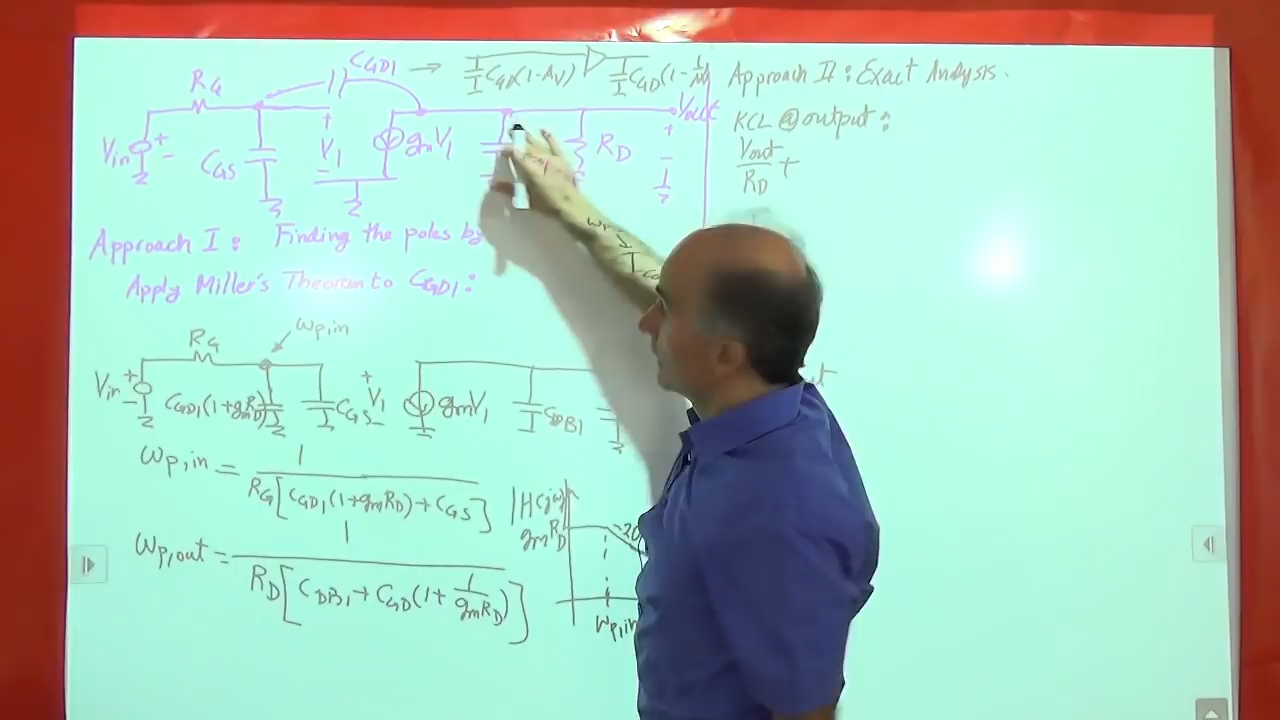 CGD1 → 1/I CGD(1-AV) 1/I CGD(1-1/AV)
RG
Vin + -
CGS
+ V1 -
gmV1
RD
Vout
+
-
Approach I: Finding the poles by
Apply Miller's Theorem to CGD1:
RG
ωp,in
Vin + -
CGD1(1+gmRD)
CGS
+ V1 -
gmV1
CDB1
ωp,in = 1 / RG[CGD1(1+gmRD)+CGS]
ωp,out = 1 / RD[CDB1+CGD(1+1/gmRD)]
|H(jω)|
gmRD
-20
ωp,in
Approach II: Exact Analysis.
KCL @output:
Vout/RD +